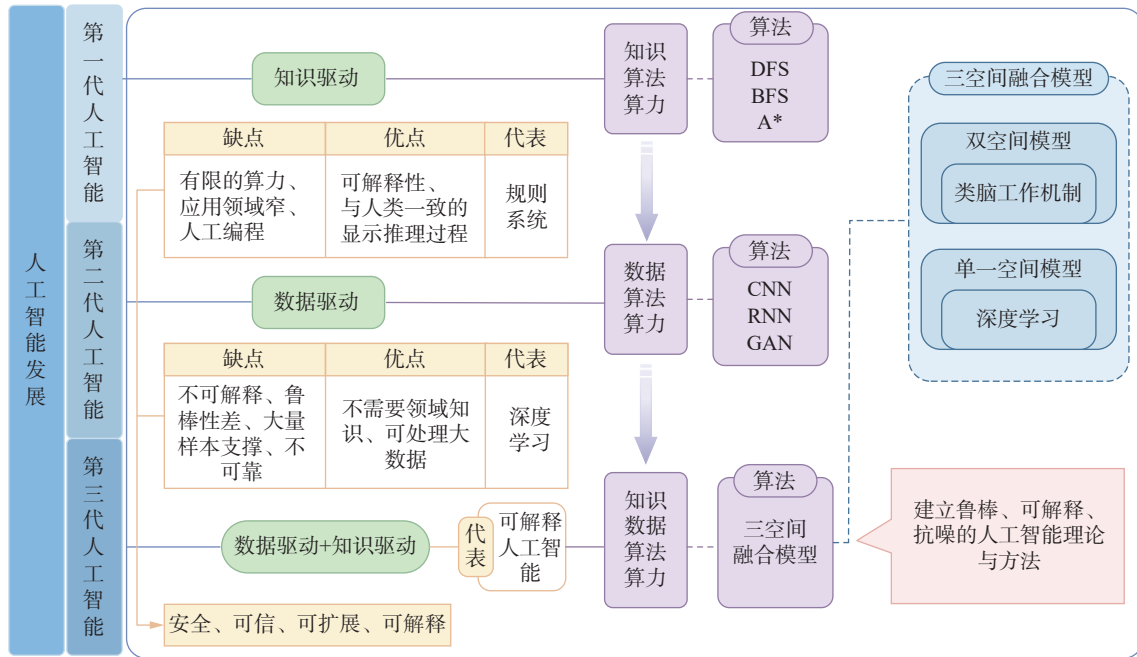 人工智能发展
第一代人工智能
知识驱动
知识
算法
算力
算法
DFS
BFS
A*
缺点
优点
代表
有限的算力、
应用领域窄、
人工编程
可解释性、
与人类一致的
显示推理过程
规则
系统
第二代人工智能
数据驱动
数据
算法
算力
算法
CNN
RNN
GAN
缺点
优点
代表
不可解释、鲁
棒性差、大量
样本支撑、不
可靠
不需要领域知
识、可处理大
数据
深度
学习
第三代人工智能
数据驱动+知识驱动
代表
可解释
人工智
能
知识
数据
算法
算力
算法
三空间
融合模型
安全、可信、可扩展、可解释
三空间融合模型
双空间模型
类脑工作机制
单一空间模型
深度学习
建立鲁棒、可解释、
抗噪的人工智能理论
与方法